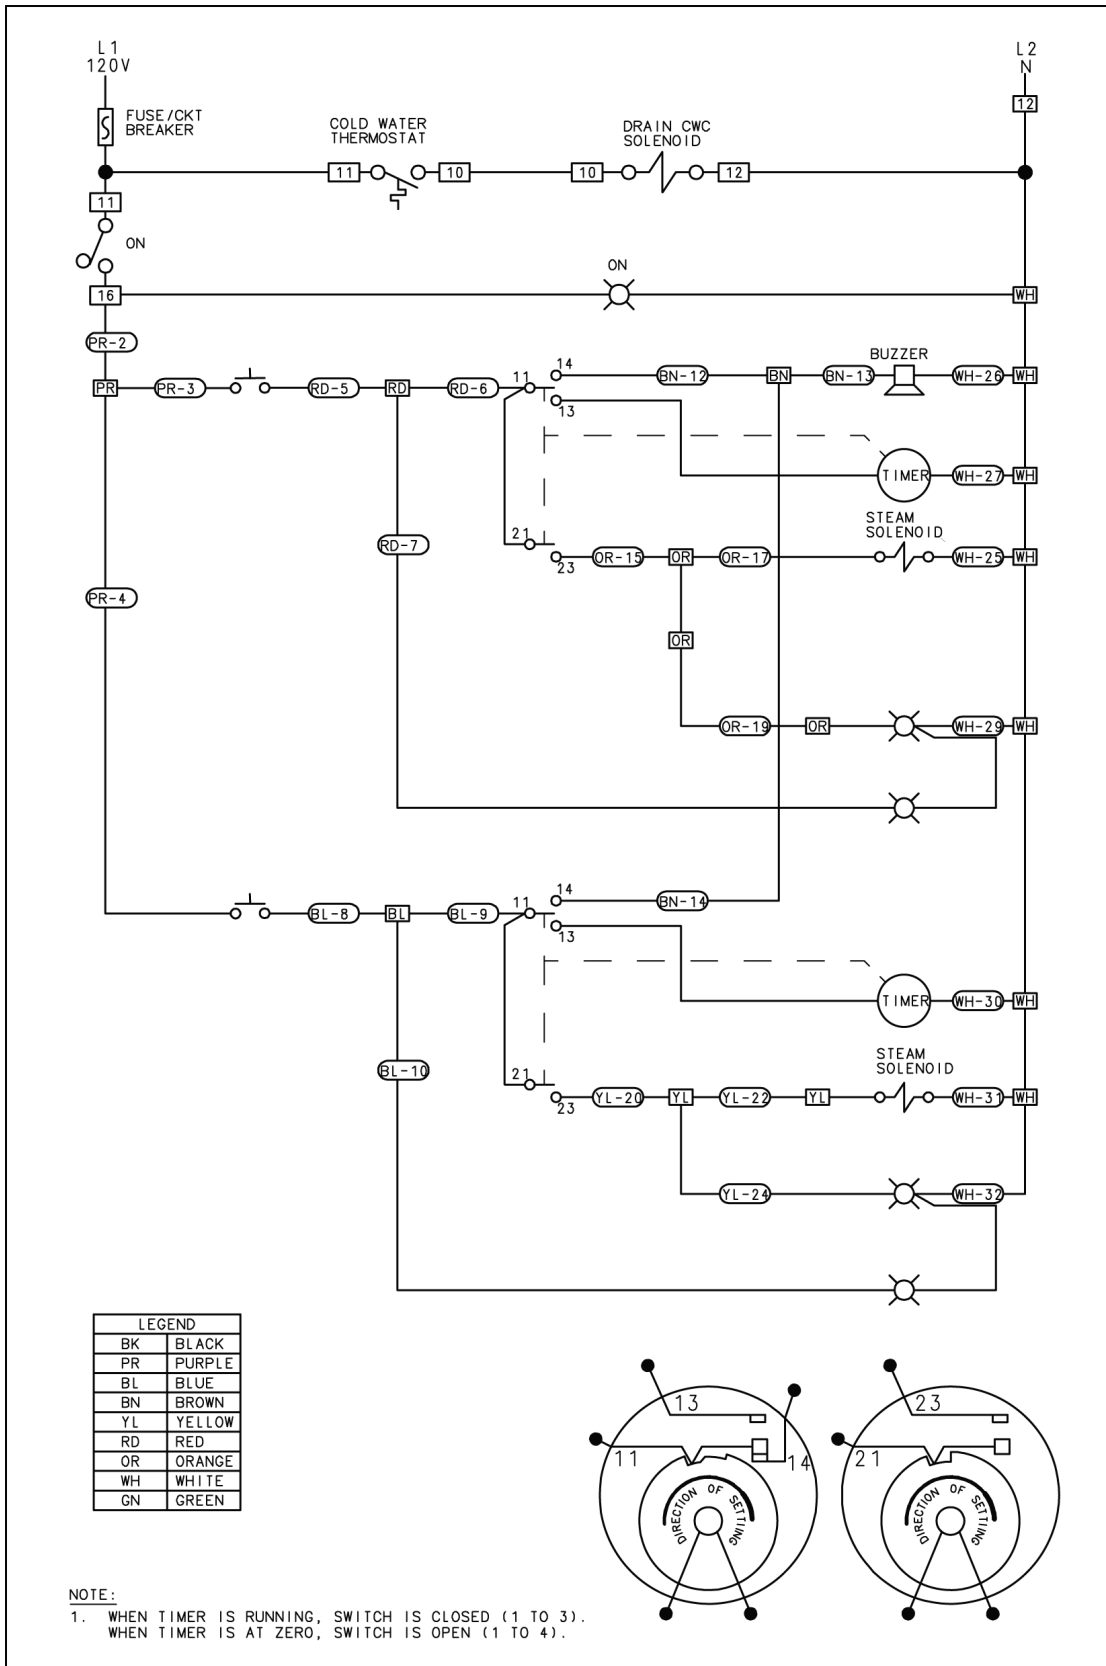 L1
120V
L2
N
12
FUSE/CKT
BREAKER
COLD WATER
THERMOSTAT
DRAIN CWC
SOLENOID
11
10
10
12
11
ON
ON
16
WH
PR-2
PR
PR-3
RD-5
RD
RD-6
11
14
13
BN-12
BN
BN-13
BUZZER
WH-26
WH
TIMER
WH-27
WH
RD-7
21
23
OR-15
OR
OR-17
STEAM
SOLENOID
WH-25
WH
PR-4
OR
OR-19
OR
WH-29
WH
BL-8
BL
BL-9
11
14
13
BN-14
TIMER
WH-30
WH
BL-10
21
23
YL-20
YL
YL-22
YL
STEAM
SOLENOID
WH-31
WH
YL-24
WH-32
LEGEND
BK BLACK
PR PURPLE
BL BLUE
BN BROWN
YL YELLOW
RD RED
OR ORANGE
WH WHITE
GN GREEN
13
11
14
DIRECTION OF SETTIING
23
21
DIRECTION OF SETTING
NOTE:
1. WHEN TIMER IS RUNNING, SWITCH IS CLOSED (1 TO 3).
WHEN TIMER IS AT ZERO, SWITCH IS OPEN (1 TO 4).